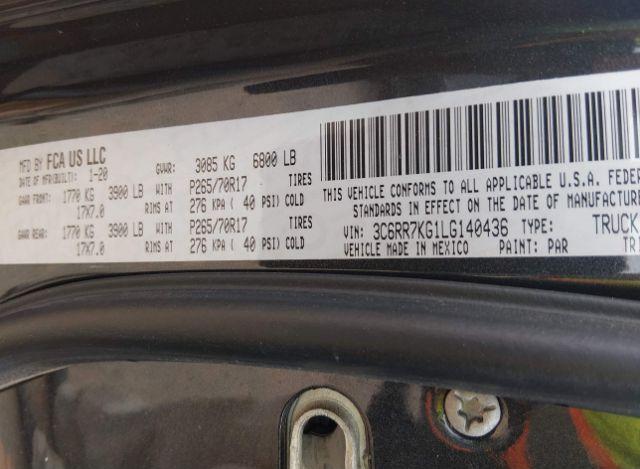 MFD BY FCA US LLC
DATE OF MFR(BUILT): 1-20 GVWR: 3085 KG 6800 LB
GAWR FRONT: 1770 KG 3900 LB WITH P265/70R17 TIRES
17X7.0 RIMS AT 276 KPA ( 40 PSI) COLD
GAWR REAR: 1770 KG 3900 LB WITH P265/70R17 TIRES
17X7.0 RIMS AT 276 KPA ( 40 PSI) COLD
THIS VEHICLE CONFORMS TO ALL APPLICABLE U.S.A. FEDER
STANDARDS IN EFFECT ON THE DATE OF MANUFACTURE
VIN: 3C6RR7KG1LG140436 TYPE: TRUCK
VEHICLE MADE IN MEXICO PAINT: PAR TR